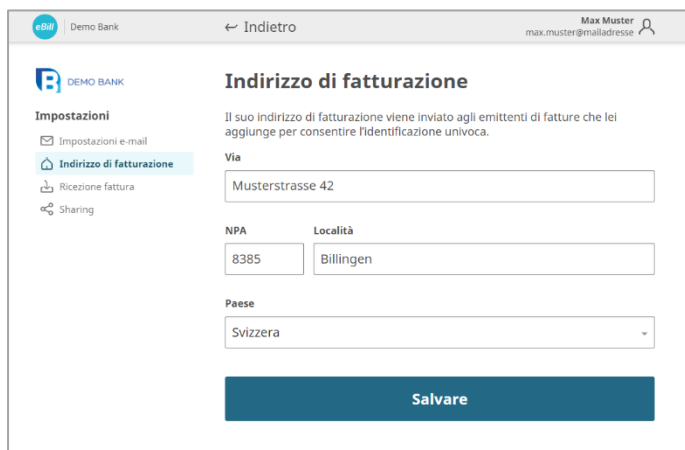 eBill Demo Bank ← Indietro Max Muster
max.muster@mailadresse
DEMO BANK
Impostazioni
Impostazioni e-mail
Indirizzo di fatturazione
Ricezione fattura
Sharing
Indirizzo di fatturazione
Il suo indirizzo di fatturazione viene inviato agli emittenti di fatture che lei
aggiunge per consentire l'identificazione univoca.
Via
Musterstrasse 42
NPA Località
8385 Billingen
Paese
Svizzera
Salvare